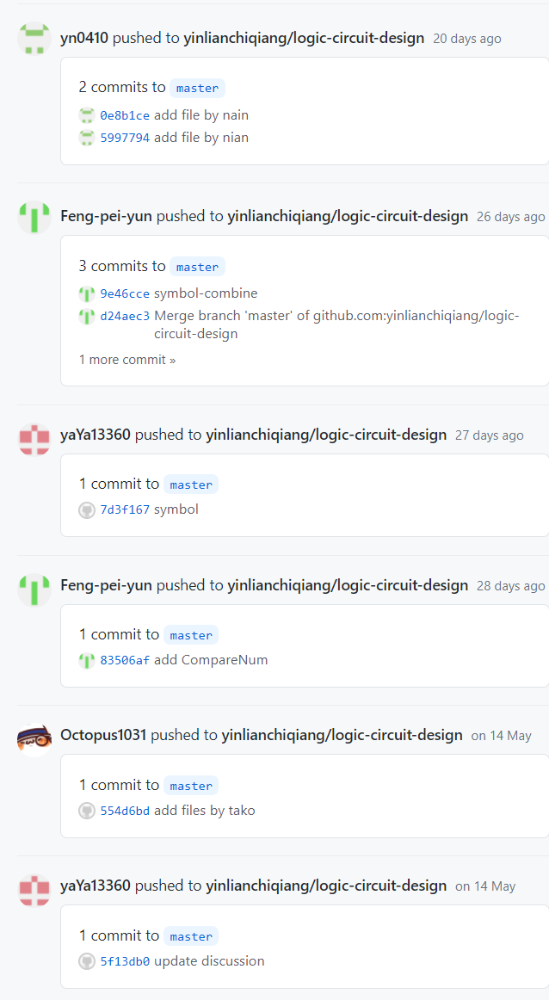 yn0410 pushed to yinlianchiqiang/logic-circuit-design 20 days ago
2 commits to master
0e8b1ce add file by nain
5997794 add file by nian
Feng-pei-yun pushed to yinlianchiqiang/logic-circuit-design 26 days ago
3 commits to master
9e46cce symbol-combine
d24aec3 Merge branch 'master' of github.com:yinlianchiqiang/logic-
circuit-design
1 more commit »
yaYa13360 pushed to yinlianchiqiang/logic-circuit-design 27 days ago
1 commit to master
7d3f167 symbol
Feng-pei-yun pushed to yinlianchiqiang/logic-circuit-design 28 days ago
1 commit to master
83506af add CompareNum
Octopus1031 pushed to yinlianchiqiang/logic-circuit-design on 14 May
1 commit to master
554d6bd add files by tako
yaYa13360 pushed to yinlianchiqiang/logic-circuit-design on 14 May
1 commit to master
5f13db0 update discussion